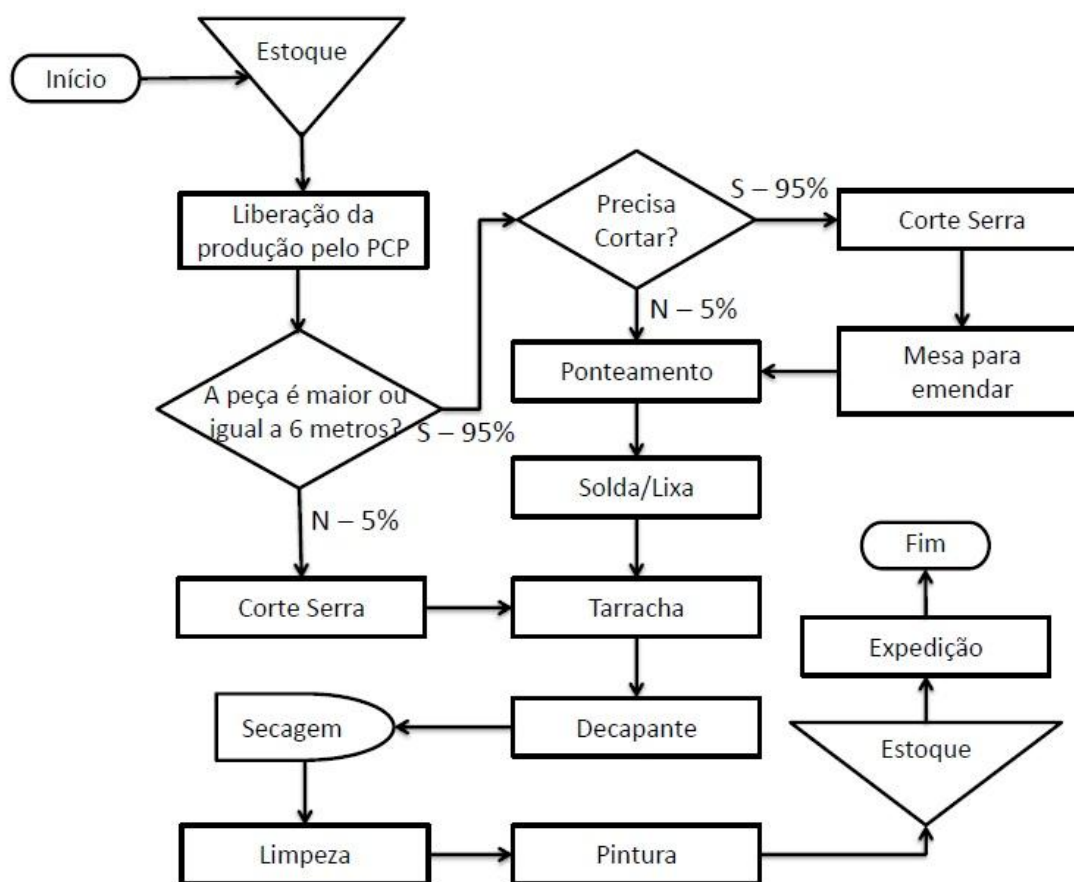 Início
Estoque
Liberação da
produção pelo PCP
A peça é maior ou
igual a 6 metros?
S – 95%
N – 5%
Precisa
Cortar?
S – 95%
N – 5%
Corte Serra
Mesa para
emendar
Ponteamento
Solda/Lixa
Corte Serra
Tarracha
Decapante
Secagem
Limpeza
Pintura
Estoque
Expedição
Fim